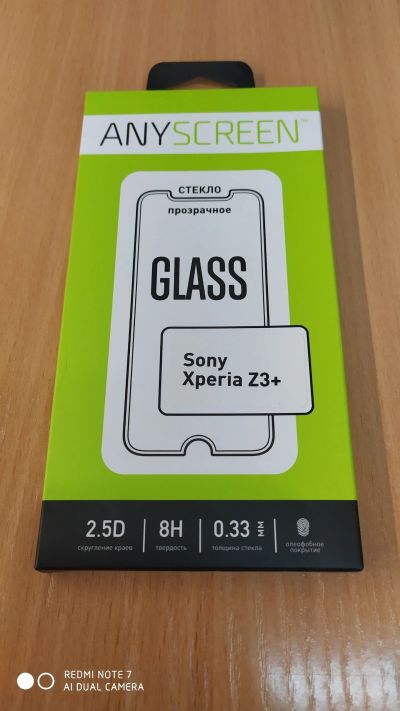 ANYSCREEN™
СТЕКЛО
прозрачное
GLASS
Sony
Xperia Z3+
2.5D
скругление краев
8H
твердость
0.33 мм
толщина стекла
олеофобное
покрытие
REDMI NOTE 7
AI DUAL CAMERA